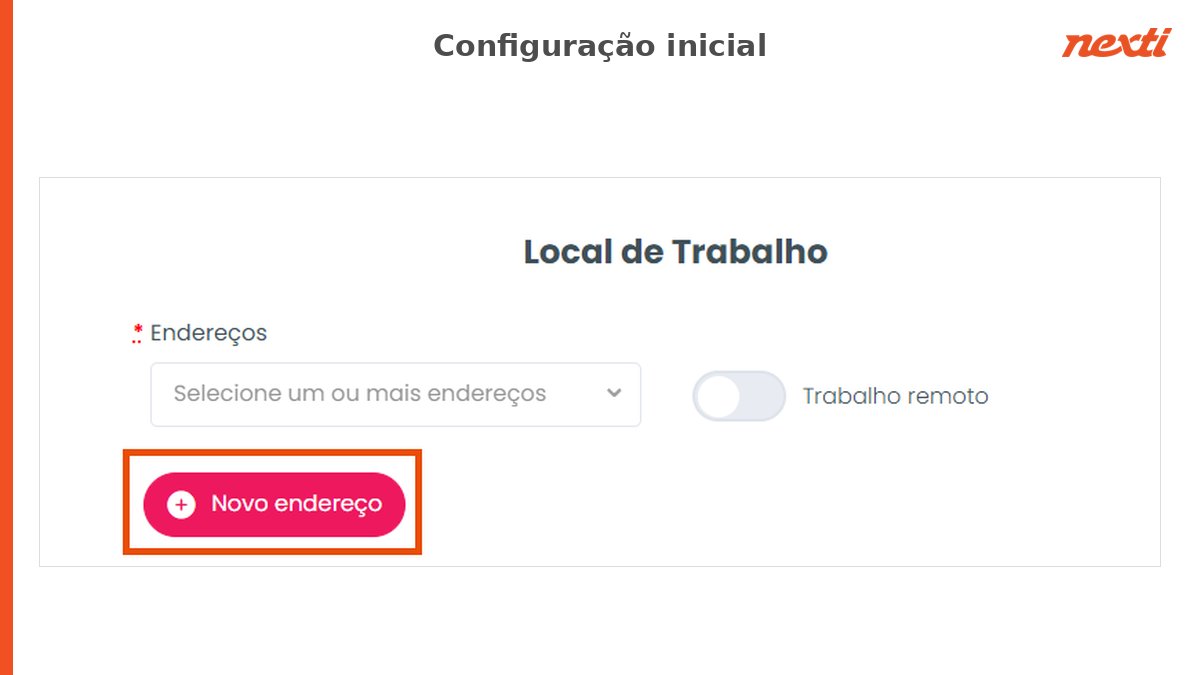 Configuração inicial
nexti
Local de Trabalho
* Endereços
Selecione um ou mais endereços
Trabalho remoto
Novo endereço